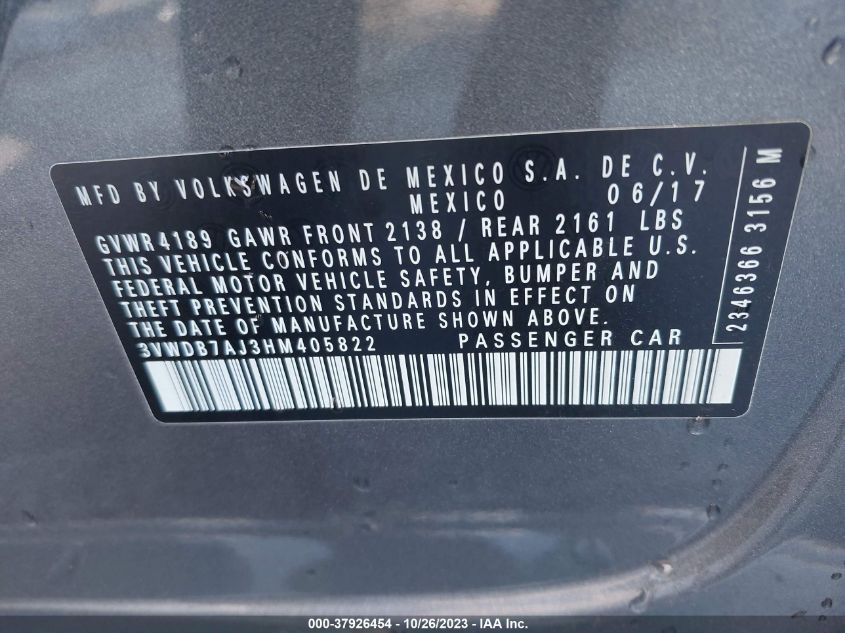 MFD BY VOLKSWAGEN DE MEXICO S.A. DE C.V.
MEXICO 06/17
GVWR4189 GAWR FRONT 2138 / REAR 2161 LBS
THIS VEHICLE CONFORMS TO ALL APPLICABLE U.S.
FEDERAL MOTOR VEHICLE SAFETY, BUMPER AND
THEFT PREVENTION STANDARDS IN EFFECT ON
THE DATE OF MANUFACTURE SHOWN ABOVE.
3VWDB7AJ3HM405822 PASSENGER CAR
2346366 3156 M
000-37926454 - 10/26/2023 - IAA Inc.